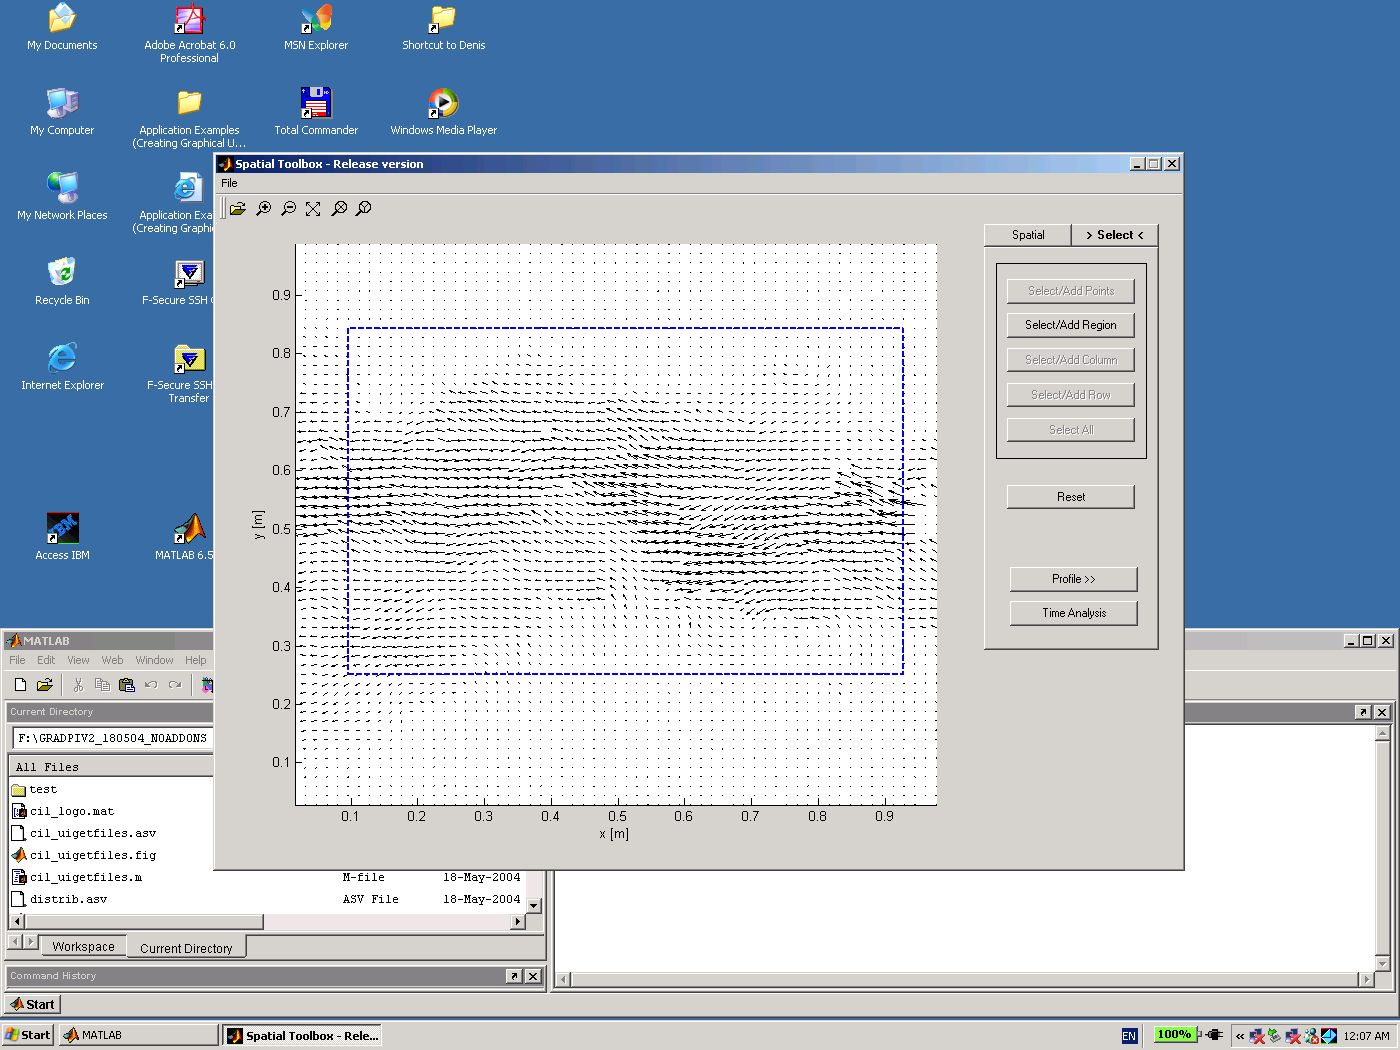 My Documents
Adobe Acrobat 6.0
Professional
MSN Explorer
Shortcut to Denis
My Computer
Application Examples
(Creating Graphical U...
Total Commander
Windows Media Player
My Network Places
Application Exa
(Creating Graphi
Recycle Bin
F-Secure SSH
Internet Explorer
F-Secure SSH
Transfer
Access IBM
IBM
MATLAB 6.5
Spatial Toolbox - Release version
File
Spatial
> Select <
Select/Add Points
Select/Add Region
Select/Add Column
Select/Add Row
Select All
Reset
Profile >>
Time Analysis
0.9
0.8
0.7
0.6
0.5
0.4
0.3
0.2
0.1
y [m]
0.1 0.2 0.3 0.4 0.5 0.6 0.7 0.8 0.9
x [m]
MATLAB
File Edit View Web Window Help
Current Directory
F:\GRADPIV2_180504_NOADDONS
All Files
test
cil_logo.mat
cil_uigetfiles.asv
cil_uigetfiles.fig
cil_uigetfiles.m M-file 18-May-2004
distrib.asv ASV File 18-May-2004
Workspace
Current Directory
Command History
Start
Start
MATLAB
Spatial Toolbox - Rele...
EN
100%
«
12:07 AM